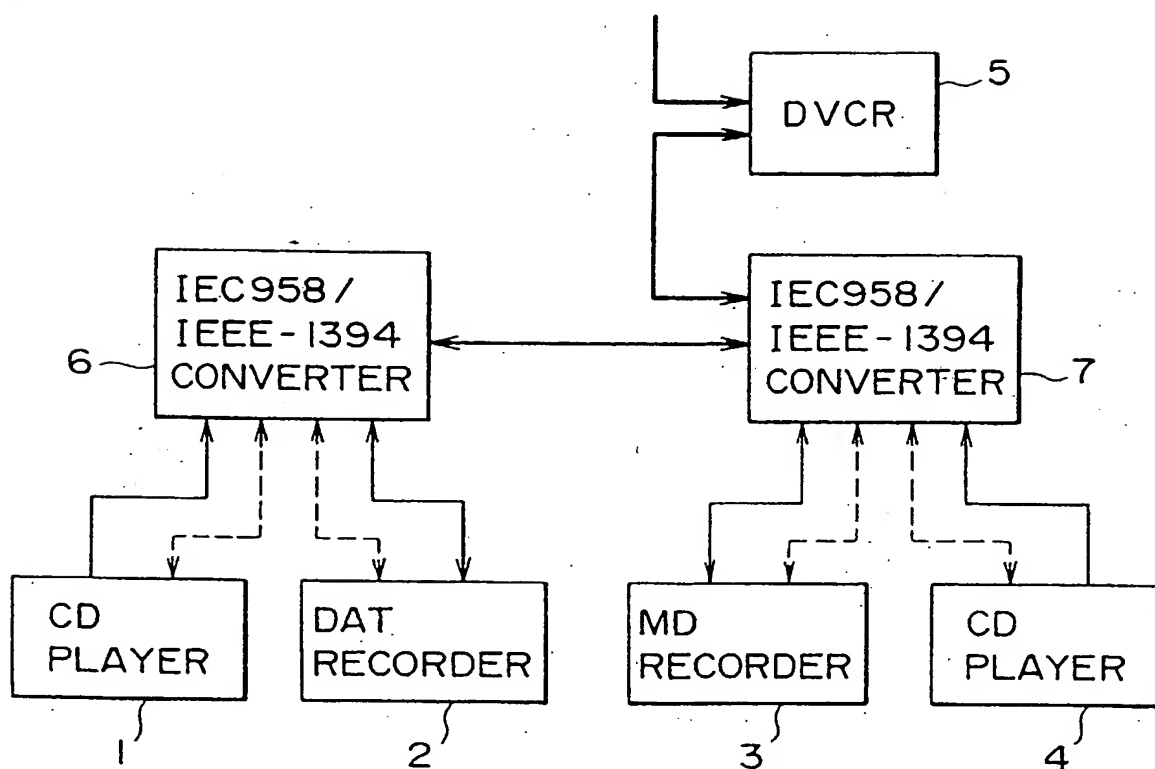 DVCR
5
IEC958/
IEEE-1394
CONVERTER
6
IEC958/
IEEE-1394
CONVERTER
7
CD
PLAYER
1
DAT
RECORDER
2
MD
RECORDER
3
CD
PLAYER
4